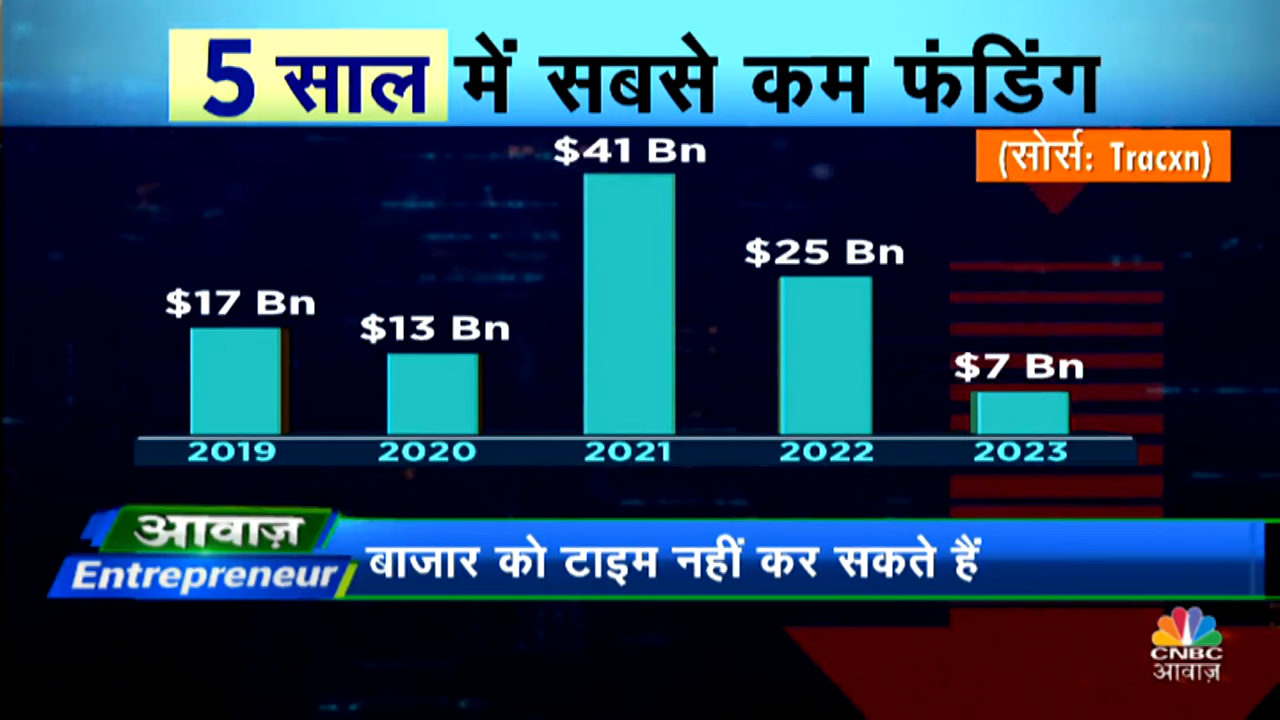 5 साल में सबसे कम फंडिंग
(सोर्स: Tracxn)
$41 Bn
$25 Bn
$17 Bn
$13 Bn
$7 Bn
2019 2020 2021 2022 2023
आवाज़
Entrepreneur
बाजार को टाइम नहीं कर सकते हैं
CNBC
आवाज़